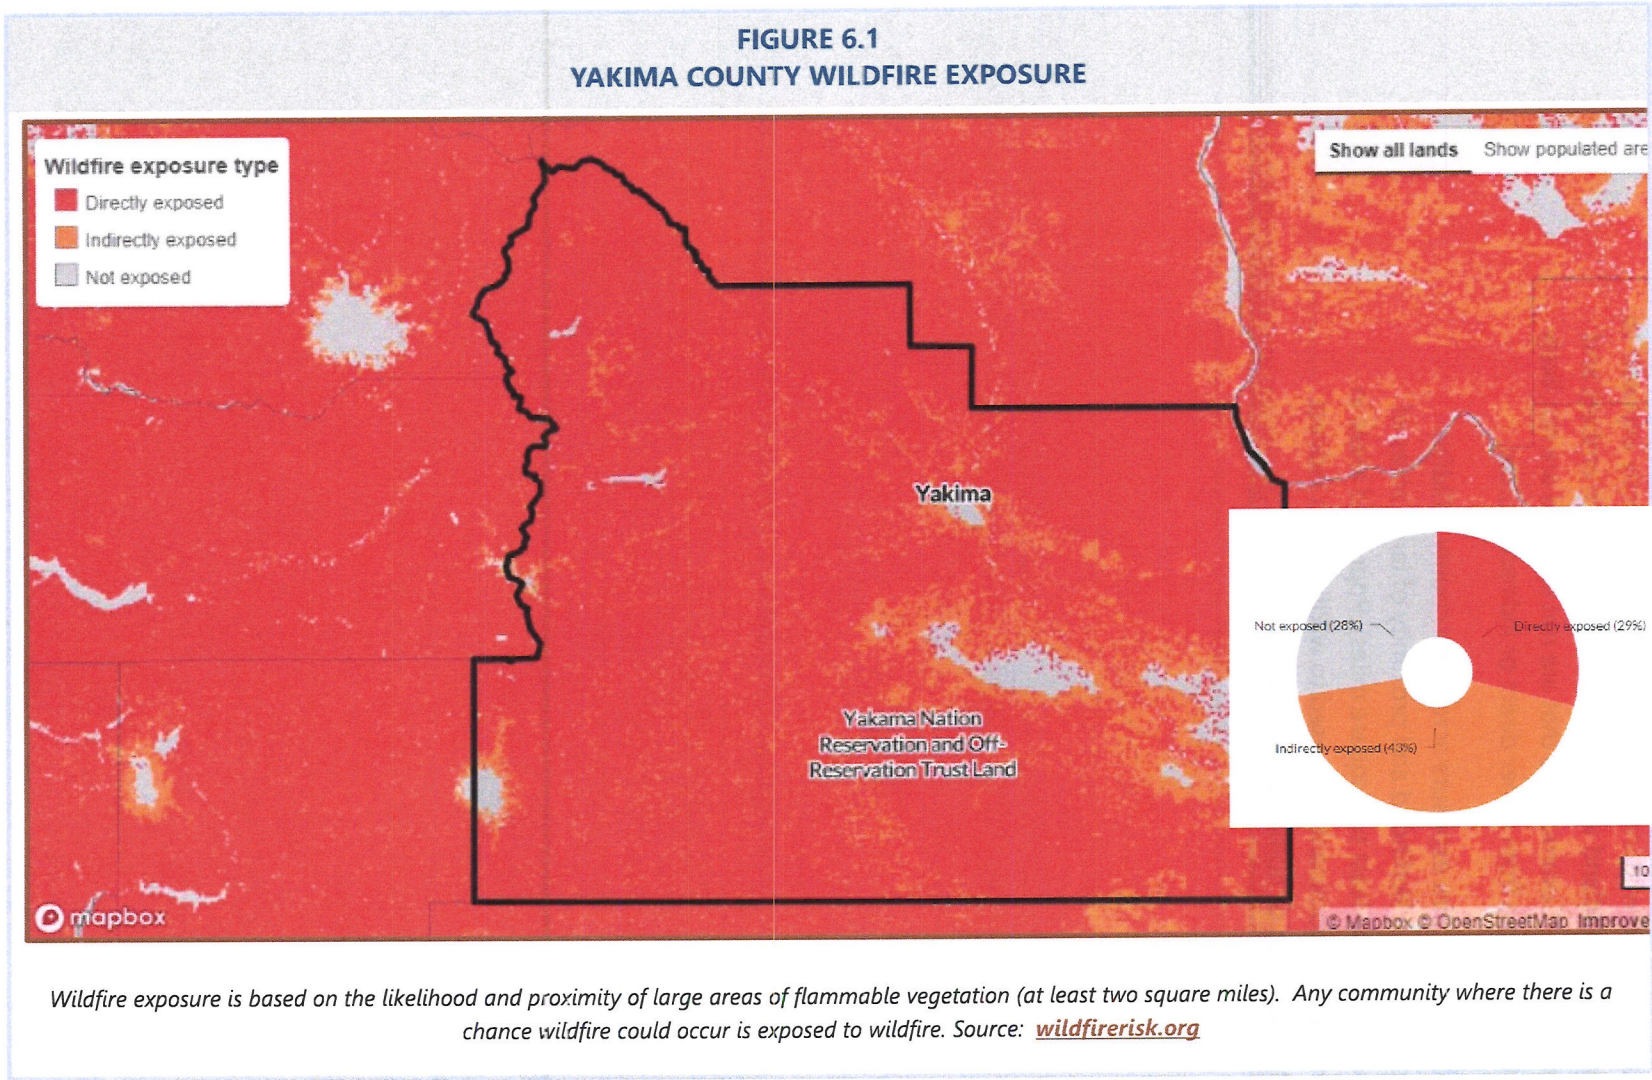 FIGURE 6.1
YAKIMA COUNTY WILDFIRE EXPOSURE
Wildfire exposure type
Directly exposed
Indirectly exposed
Not exposed
Show all lands
Show populated are
Yakima
Not exposed (28%)
Directly exposed (29%)
Indirectly exposed (43%)
Yakama Nation
Reservation and Off-
Reservation Trust Land
10
mapbox
© Mapbox © OpenStreetMap Improve
Wildfire exposure is based on the likelihood and proximity of large areas of flammable vegetation (at least two square miles). Any community where there is a
chance wildfire could occur is exposed to wildfire. Source: wildfirerisk.org